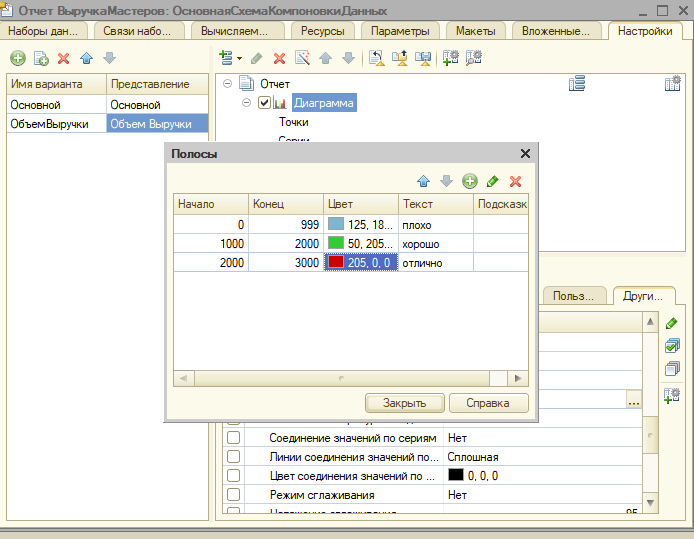 Отчет ВыручкаМастеров: ОсновнаяСхемаКомпоновкиДанных
Наборы дан... Связи набо... Вычисляем... Ресурсы Параметры Макеты Вложенные... Настройки
Имя варианта Представление
Основной Основной
ОбъемВыручки Объем Выручки
Отчет
Диаграмма
Точки
Серии
Полосы
Начало Конец Цвет Текст Подсказк
0 999 125, 18... плохо
1000 2000 50, 205... хорошо
2000 3000 205, 0, 0 отлично
Закрыть Справка
Польз... Други...
...
Соединение значений по сериям Нет
Линии соединения значений по... Сплошная
Цвет соединения значений по ... 0, 0, 0
Режим сглаживания Нет
95